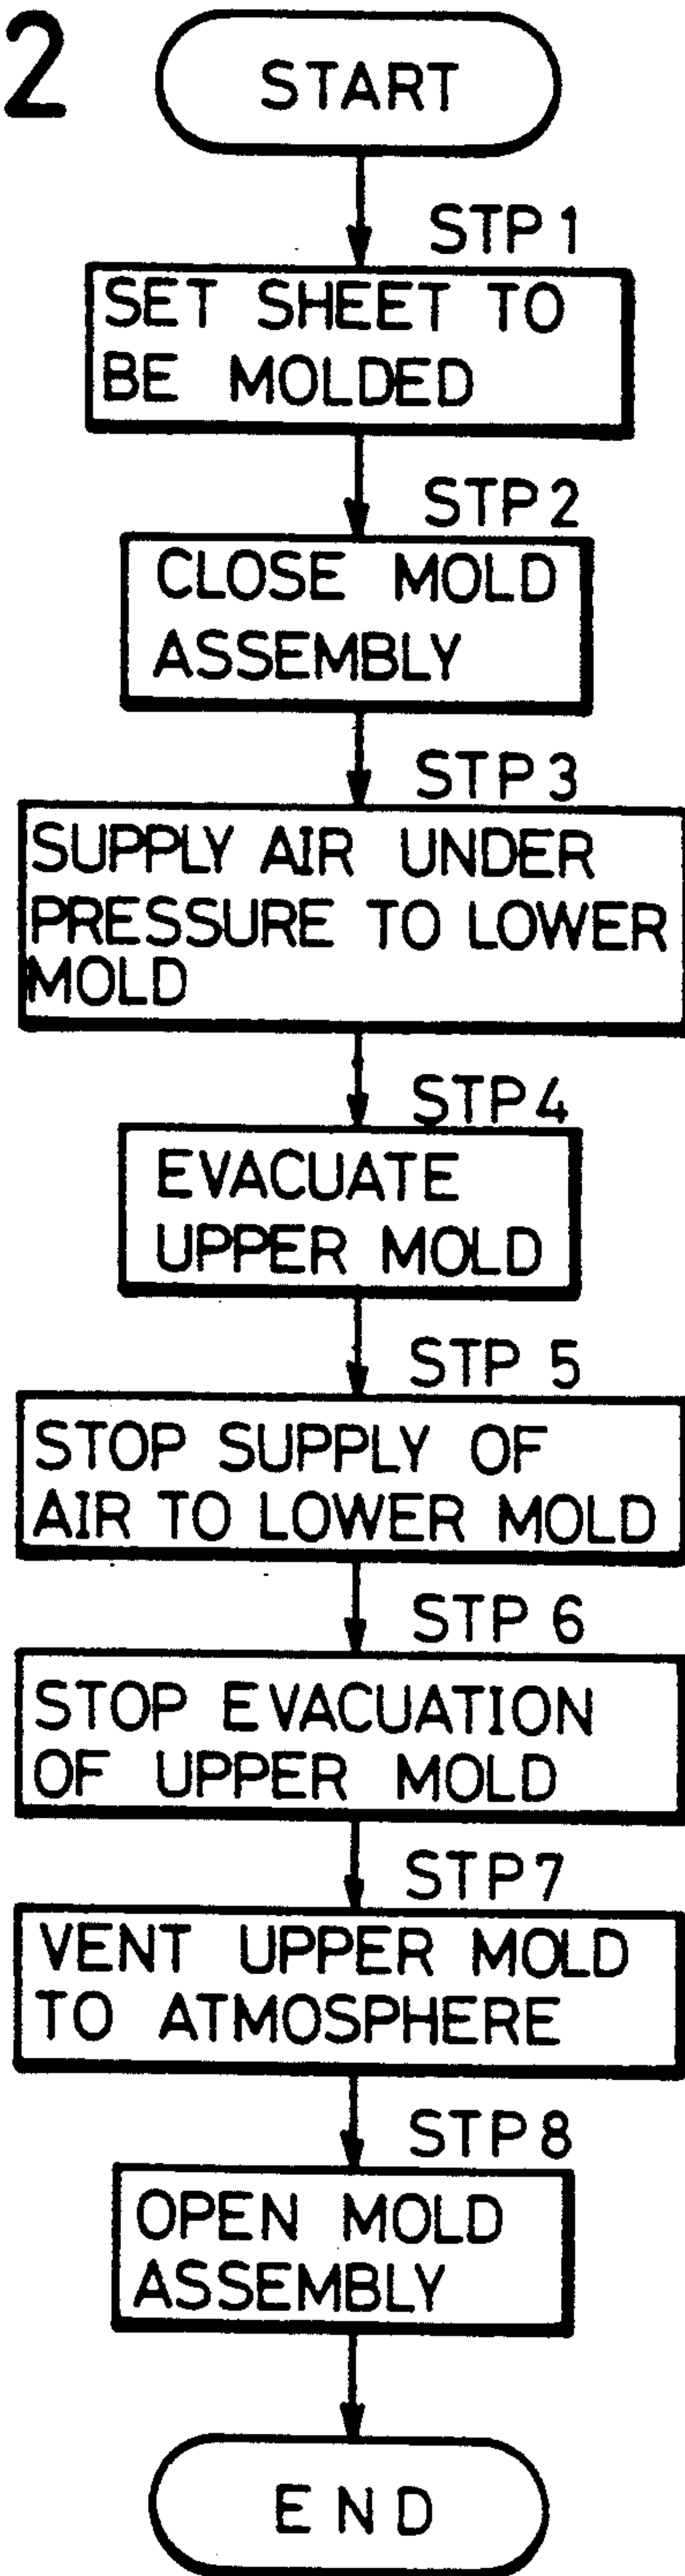 2
START
STP 1
SET SHEET TO
BE MOLDED
STP 2
CLOSE MOLD
ASSEMBLY
STP 3
SUPPLY AIR UNDER
PRESSURE TO LOWER
MOLD
STP 4
EVACUATE
UPPER MOLD
STP 5
STOP SUPPLY OF
AIR TO LOWER MOLD
STP 6
STOP EVACUATION
OF UPPER MOLD
STP 7
VENT UPPER MOLD
TO ATMOSPHERE
STP 8
OPEN MOLD
ASSEMBLY
END